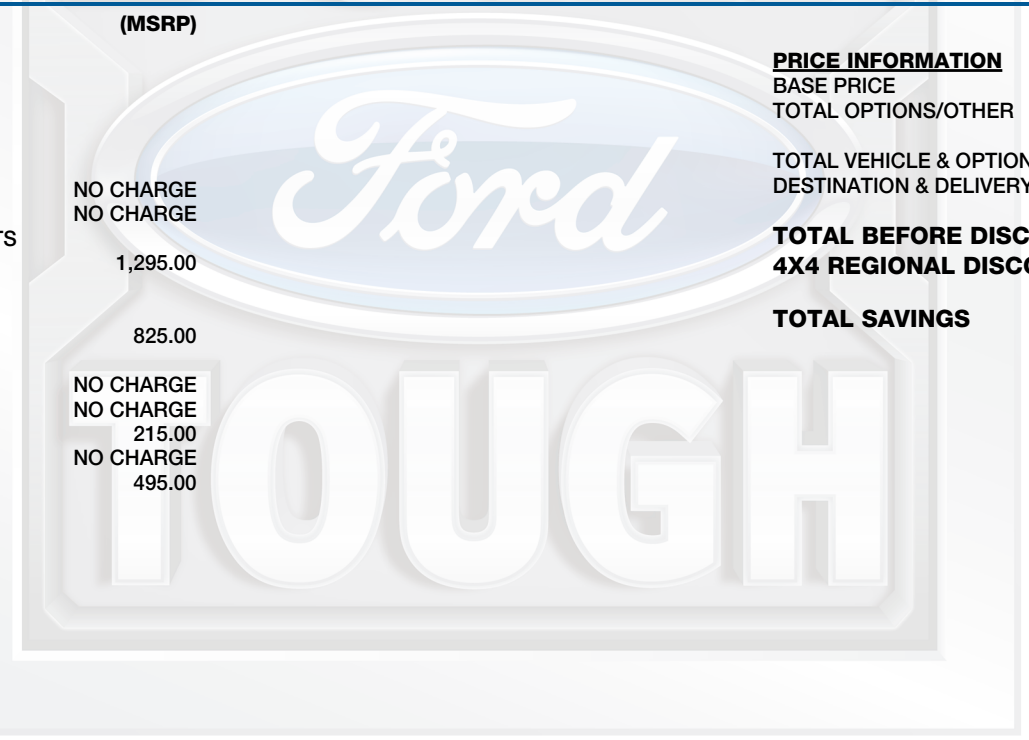 (MSRP)
NO CHARGE
NO CHARGE
TS
1,295.00
825.00
NO CHARGE
NO CHARGE
215.00
NO CHARGE
495.00
PRICE INFORMATION
BASE PRICE
TOTAL OPTIONS/OTHER
TOTAL VEHICLE & OPTION
DESTINATION & DELIVERY
TOTAL BEFORE DISC
4X4 REGIONAL DISCO
TOTAL SAVINGS
Ford
TOUGH